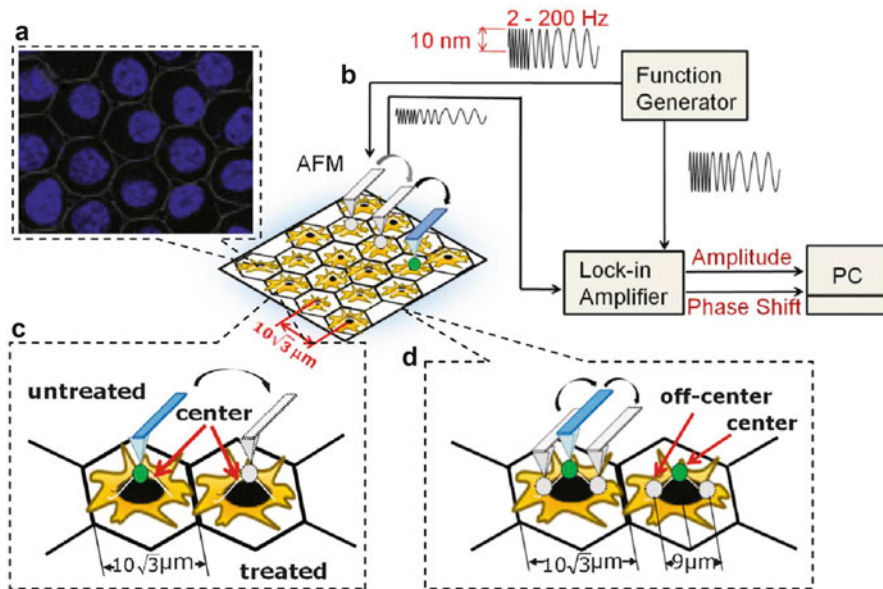 a
2 - 200 Hz
10 nm
b
Function
Generator
AFM
Lock-in
Amplifier
Amplitude
Phase Shift
PC
10√3 μm
c
untreated
center
10√3μm
treated
d
off-center
center
10√3μm
9μm